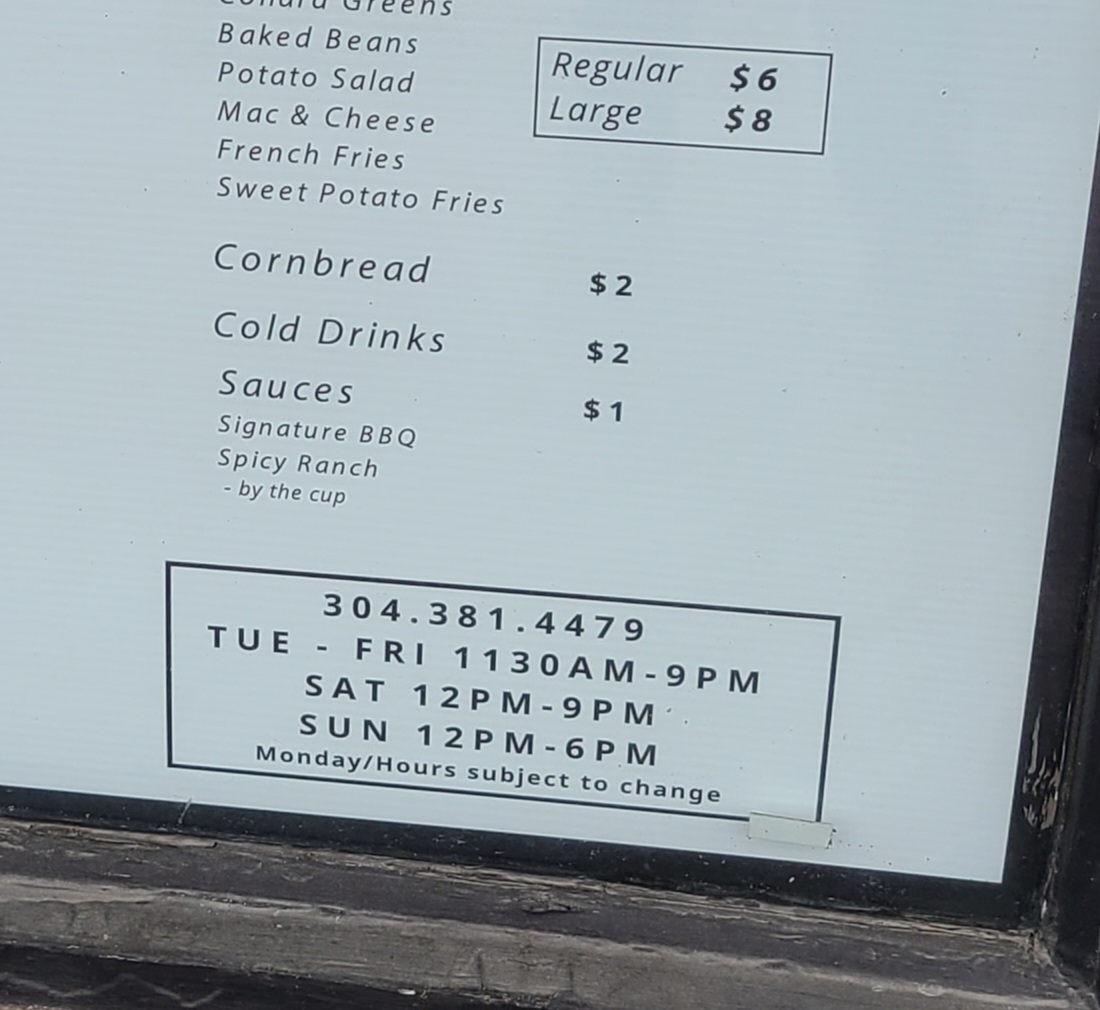 Greens
Baked Beans
Potato Salad
Mac & Cheese
French Fries
Sweet Potato Fries
Regular $6
Large $8
Cornbread $2
Cold Drinks $2
Sauces $1
Signature BBQ
Spicy Ranch
- by the cup
304.381.4479
TUE - FRI 1130AM-9PM
SAT 12PM-9PM
SUN 12PM-6PM
Monday/Hours subject to change